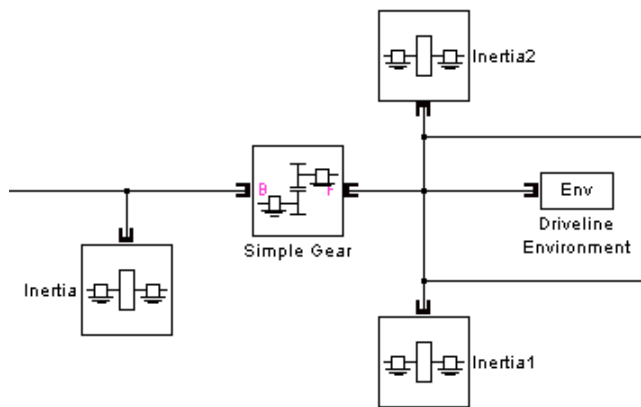 Inertia2
B
F
Env
Simple Gear
Driveline
Environment
Inertia
Inertia1